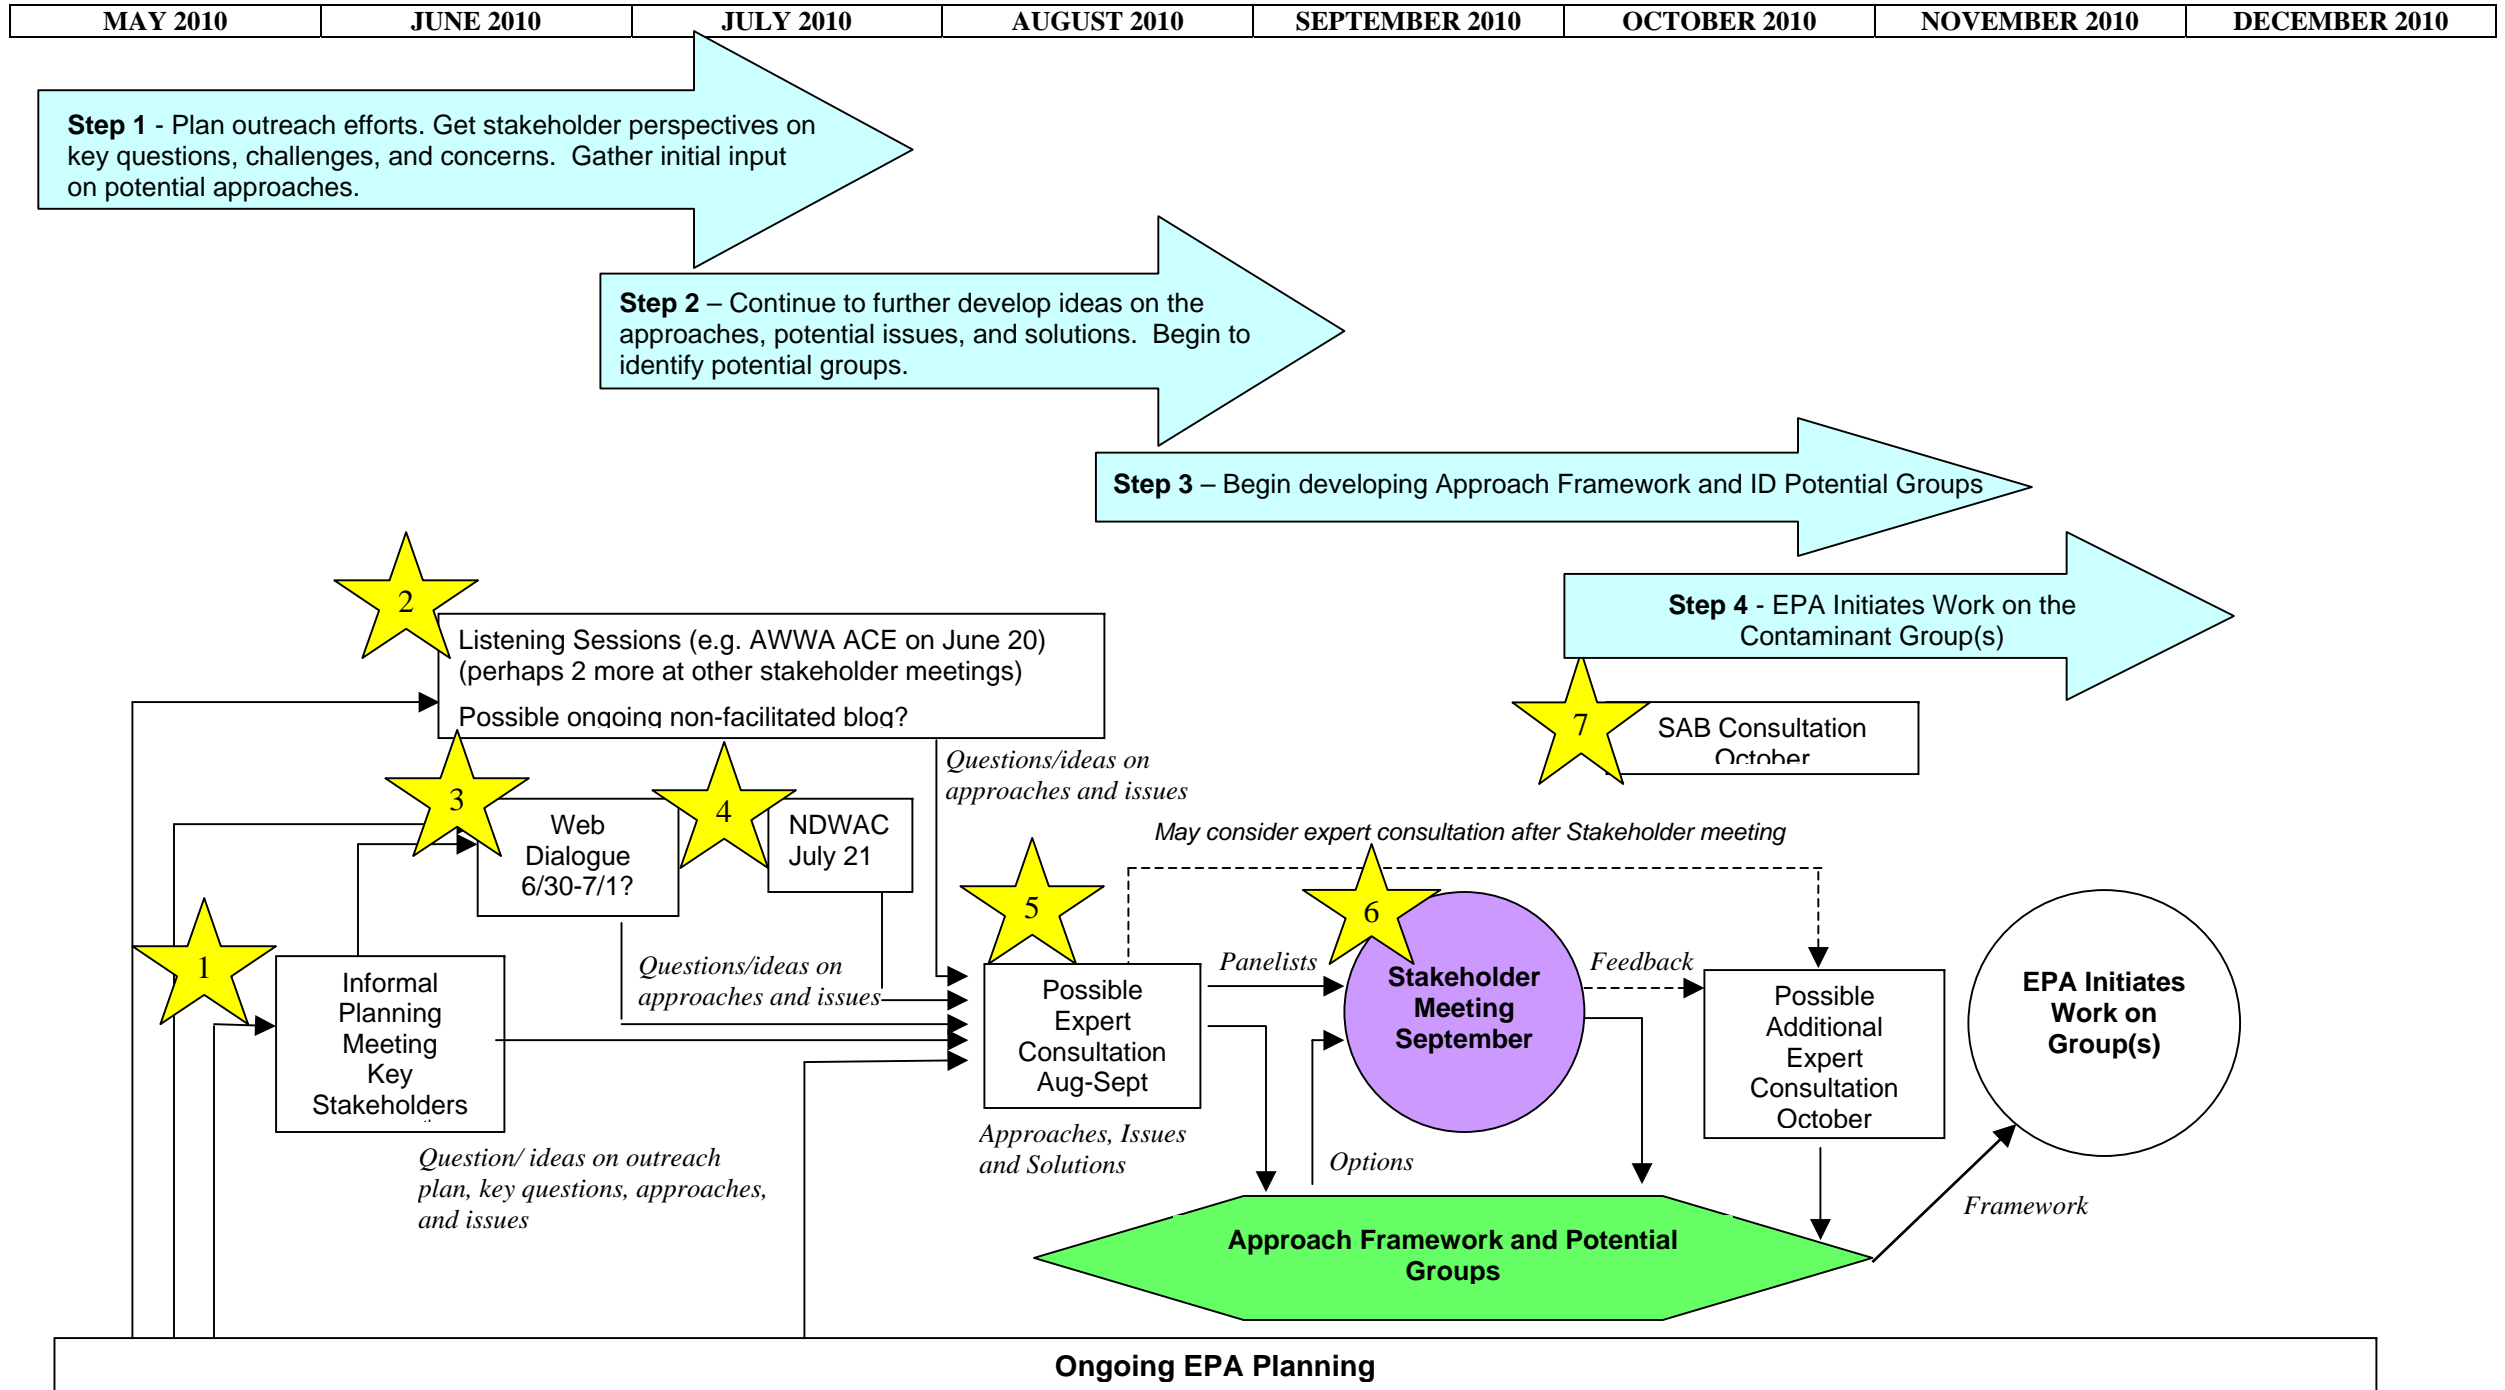 MAY 2010
JUNE 2010
JULY 2010
AUGUST 2010
SEPTEMBER 2010
OCTOBER 2010
NOVEMBER 2010
DECEMBER 2010
Step 1 - Plan outreach efforts. Get stakeholder perspectives on
key questions, challenges, and concerns. Gather initial input
on potential approaches.
Step 2 – Continue to further develop ideas on the
approaches, potential issues, and solutions. Begin to
identify potential groups.
Step 3 – Begin developing Approach Framework and ID Potential Groups
Step 4 - EPA Initiates Work on the
Contaminant Group(s)
2
Listening Sessions (e.g. AWWA ACE on June 20)
(perhaps 2 more at other stakeholder meetings)
Possible ongoing non-facilitated blog?
7
SAB Consultation
October
3
Web
Dialogue
6/30-7/1?
4
NDWAC
July 21
Questions/ideas on
approaches and issues
May consider expert consultation after Stakeholder meeting
1
Informal
Planning
Meeting
Key
Stakeholders
Questions/ideas on
approaches and issues
5
Possible
Expert
Consultation
Aug-Sept
Panelists
6
Stakeholder
Meeting
September
Feedback
Possible
Additional
Expert
Consultation
October
EPA Initiates
Work on
Group(s)
Question/ ideas on outreach
plan, key questions, approaches,
and issues
Approaches, Issues
and Solutions
Options
Framework
Approach Framework and Potential
Groups
Ongoing EPA Planning